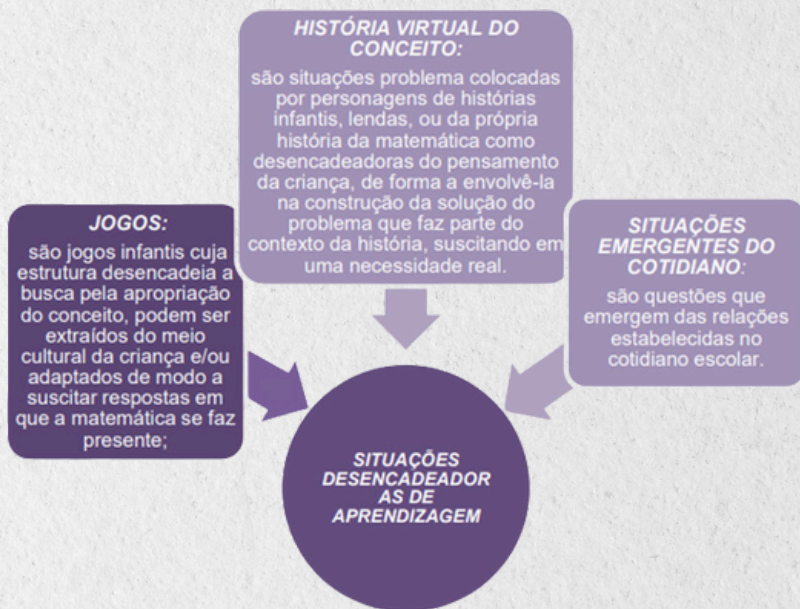 HISTÓRIA VIRTUAL DO
CONCEITO:
são situações problema colocadas
por personagens de histórias
infantis, lendas, ou da própria
história da matemática como
desencadeadoras do pensamento
da criança, de forma a envolvê-la
na construção da solução do
problema que faz parte do
contexto da história, suscitando em
uma necessidade real.
JOGOS:
são jogos infantis cuja
estrutura desencadeia a
busca pela apropriação
do conceito, podem ser
extraídos do meio
cultural da criança e/ou
adaptados de modo a
suscitar respostas em
que a matemática se faz
presente;
SITUAÇÕES
EMERGENTES DO
COTIDIANO:
são questões que
emergem das relações
estabelecidas no
cotidiano escolar.
SITUAÇÕES
DESENCADEADOR
AS DE
APRENDIZAGEM